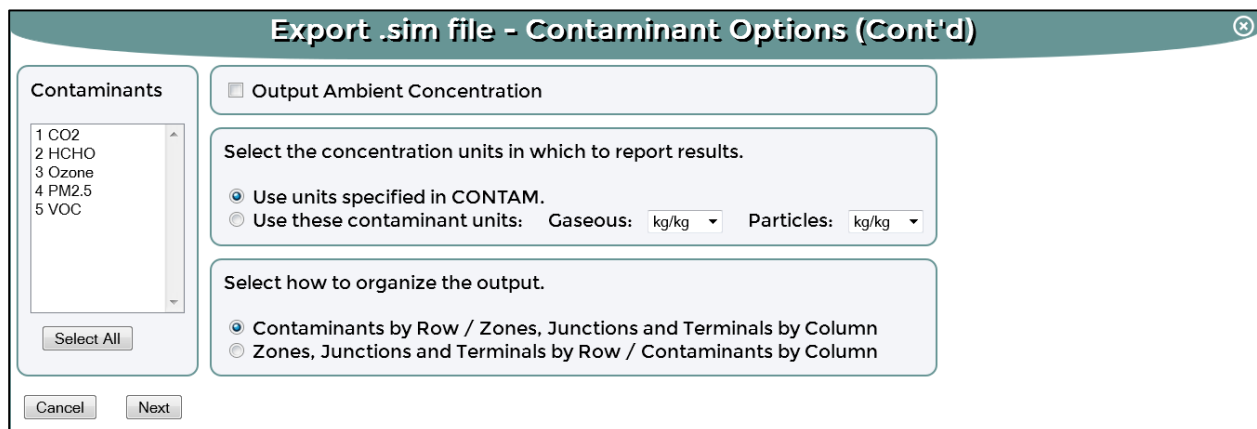 Export .sim file - Contaminant Options (Cont'd)
Contaminants
1 CO2
2 HCHO
3 Ozone
4 PM2.5
5 VOC
Select All
Output Ambient Concentration
Select the concentration units in which to report results.
Use units specified in CONTAM.
Use these contaminant units: Gaseous: kg/kg Particles: kg/kg
Select how to organize the output.
Contaminants by Row / Zones, Junctions and Terminals by Column
Zones, Junctions and Terminals by Row / Contaminants by Column
Cancel Next